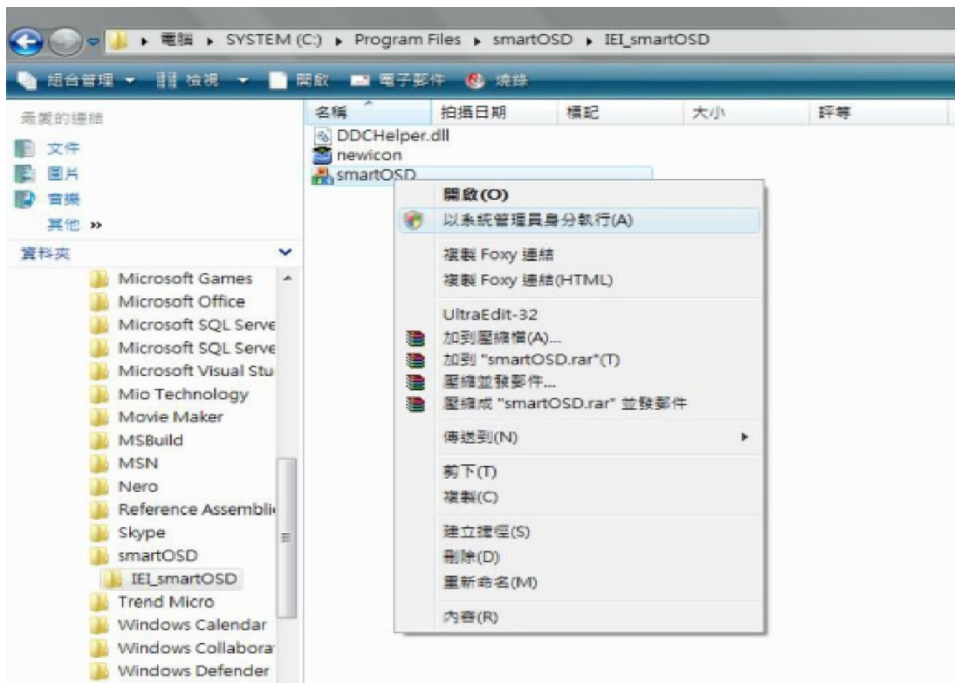 電腦 ▸ SYSTEM (C:) ▸ Program Files ▸ smartOSD ▸ IEI_smartOSD
組合管理 檢視 開啟 電子郵件 燒錄
最愛的連結
文件
圖片
音樂
其他 »
資料夾
Microsoft Games
Microsoft Office
Microsoft SQL Serve
Microsoft SQL Serve
Microsoft Visual Stu
Mio Technology
Movie Maker
MSBuild
MSN
Nero
Reference Assembli
Skype
smartOSD
IEI_smartOSD
Trend Micro
Windows Calendar
Windows Collabora
Windows Defender
名稱 拍攝日期 標記 大小 評等
DDCHelper.dll
newicon
smartOSD
開啟(O)
以系統管理員身分執行(A)
複製 Foxy 連結
複製 Foxy 連結(HTML)
UltraEdit-32
加到壓縮檔(A)...
加到 "smartOSD.rar"(T)
壓縮並發郵件...
壓縮成 "smartOSD.rar" 並發郵件
傳送到(N)
剪下(T)
複製(C)
建立捷徑(S)
刪除(D)
重新命名(M)
內容(R)